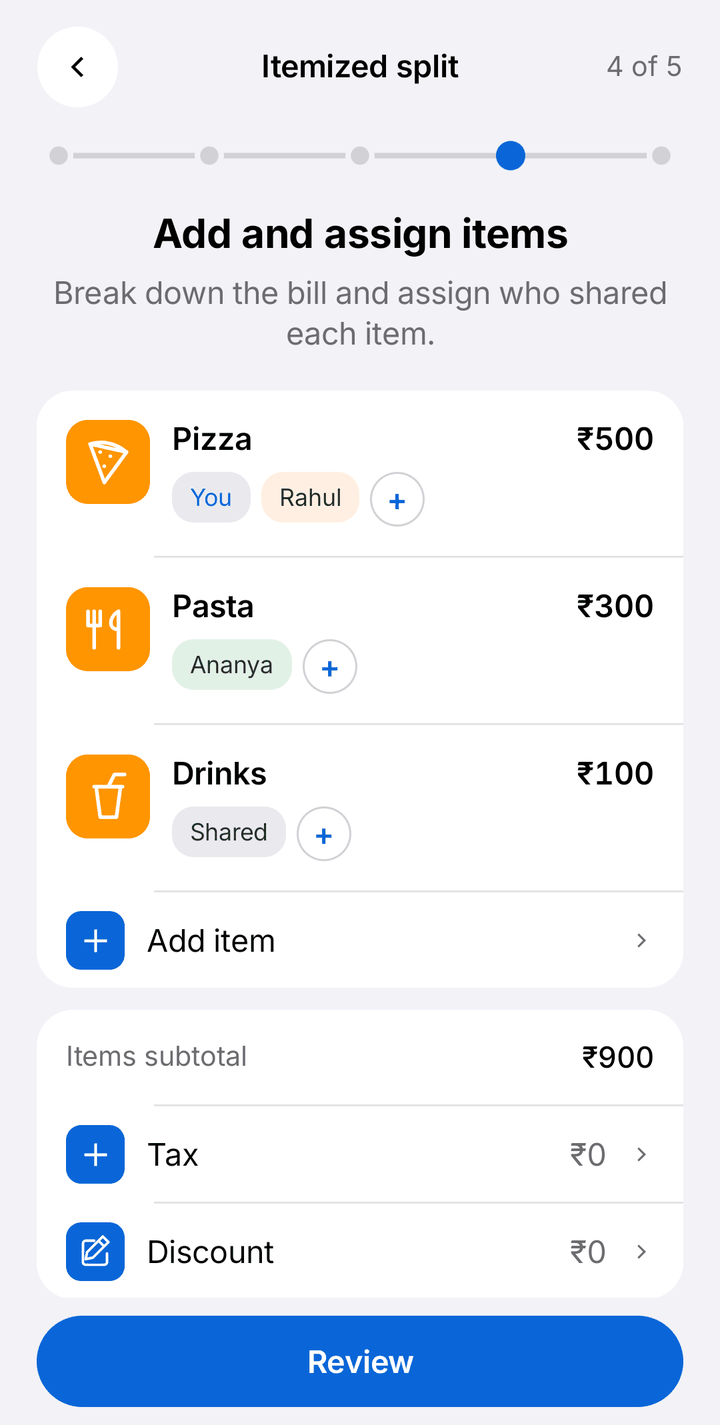 Itemized split
4 of 5
Add and assign items
Break down the bill and assign who shared
each item.
Pizza ₹500
You Rahul +
Pasta ₹300
Ananya +
Drinks ₹100
Shared +
Add item
Items subtotal ₹900
Tax ₹0
Discount ₹0
Review